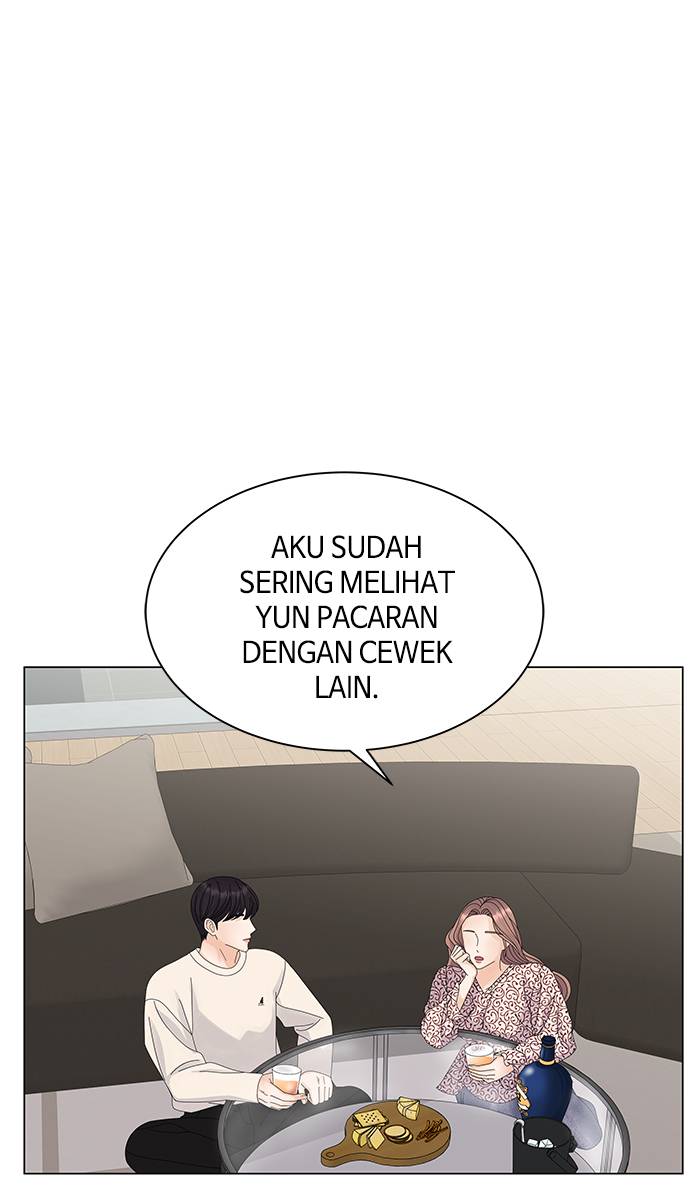 AKU SUDAH
SERING MELIHAT
YUN PACARAN
DENGAN CEWEK
LAIN.